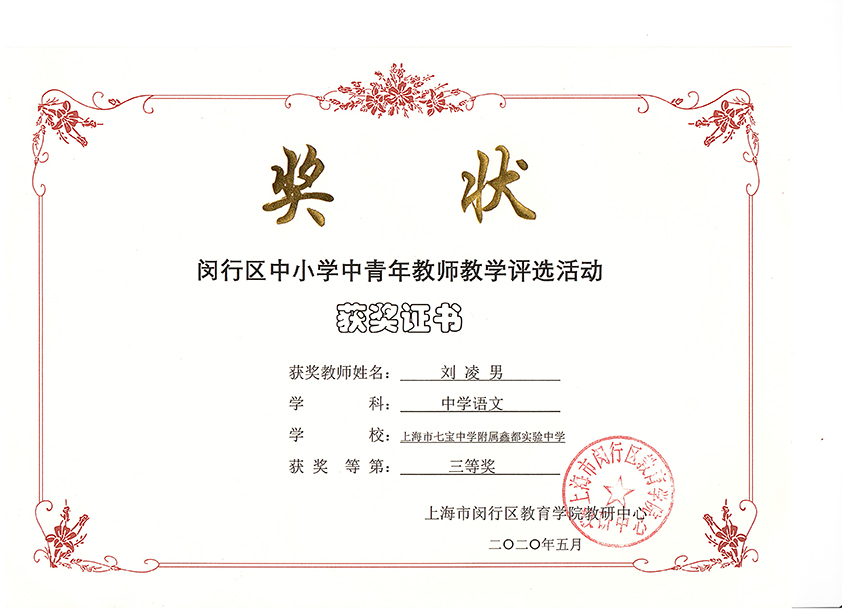 奖 状
闵行区中小学中青年教师教学评选活动
获奖证书
获奖教师姓名： 刘 凌 男
学 科： 中学语文
学 校： 上海市七宝中学附属鑫都实验中学
获 奖 等 第： 三等奖
上海市闵行区教育学院教研中心
二〇二〇年五月
上海市闵行区教育学院
教研中心